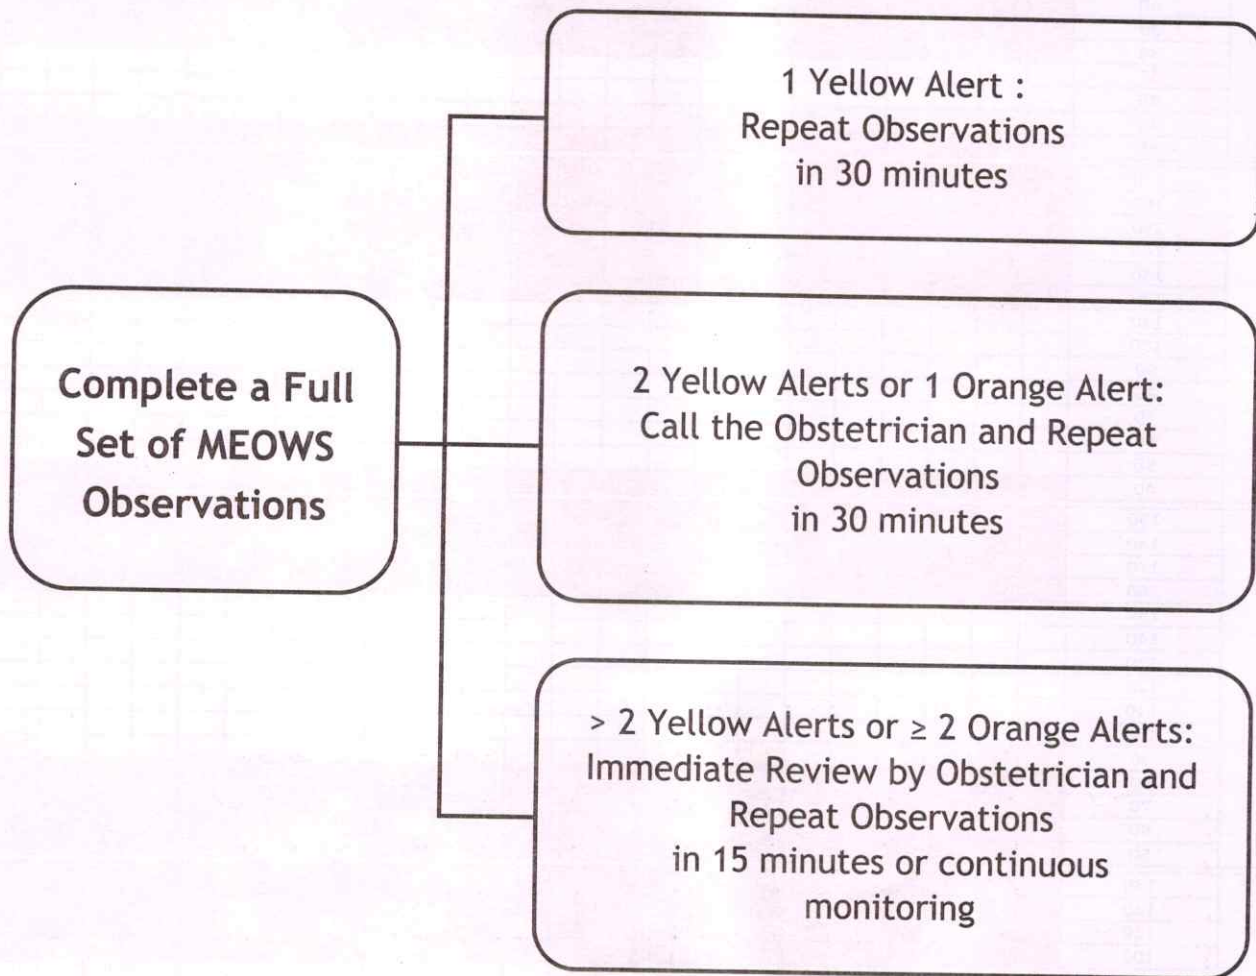 1 Yellow Alert :
Repeat Observations
in 30 minutes
Complete a Full
Set of MEOWS
Observations
2 Yellow Alerts or 1 Orange Alert:
Call the Obstetrician and Repeat
Observations
in 30 minutes
> 2 Yellow Alerts or ≥ 2 Orange Alerts:
Immediate Review by Obstetrician and
Repeat Observations
in 15 minutes or continuous
monitoring